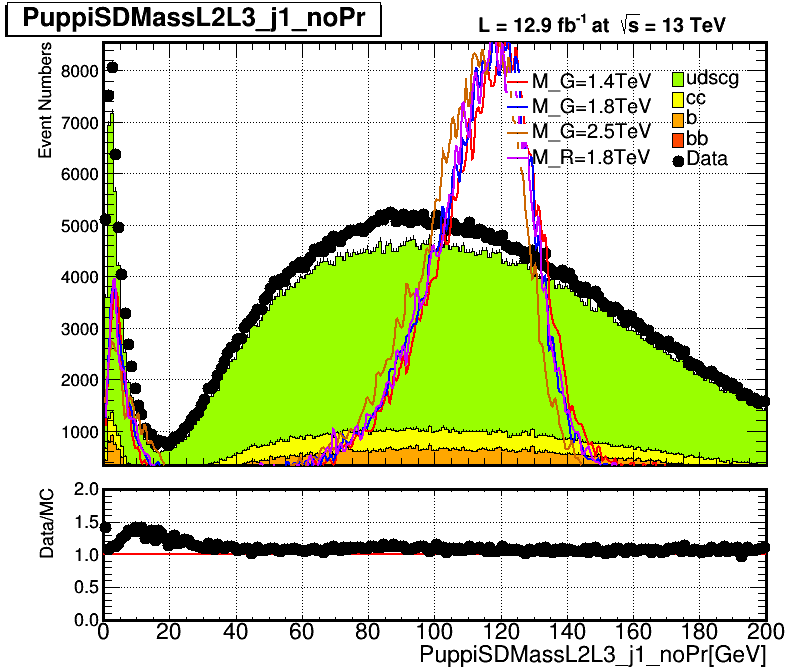 PuppiSDMassL2L3_j1_noPr
L = 12.9 fb-1 at √s = 13 TeV
Event Numbers
8000
7000
6000
5000
4000
3000
2000
1000
M_G=1.4TeV
M_G=1.8TeV
M_G=2.5TeV
M_R=1.8TeV
udscg
cc
b
bb
Data
Data/MC
2.0
1.5
1.0
0.5
0.0
0 20 40 60 80 100 120 140 160 180 200
PuppiSDMassL2L3_j1_noPr[GeV]